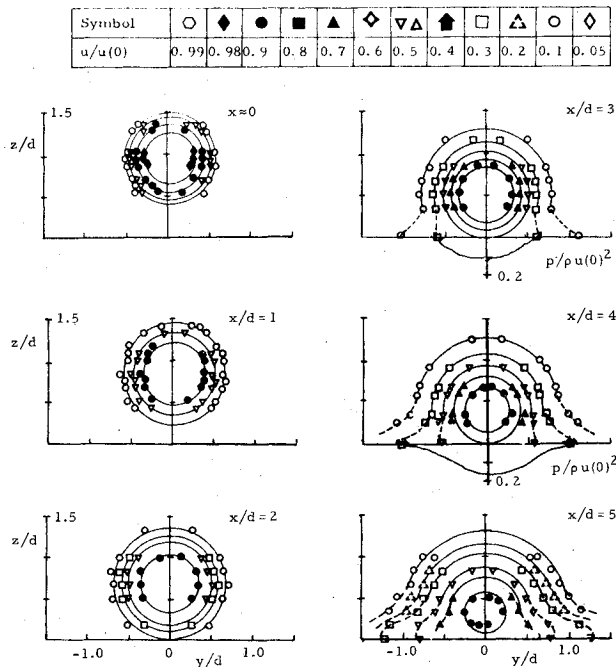 Symbol
u/u(0) 0.99 0.98 0.9 0.8 0.7 0.6 0.5 0.4 0.3 0.2 0.1 0.05
1.5 x≈0 x/d=3
z/d
p/ρu(0)²
0.2
1.5 x/d=1 x/d=4
z/d
p/ρu(0)²
0.2
1.5 x/d=2 x/d=5
z/d
-1.0 0 1.0 -1.0 0 1.0
y/d y/d